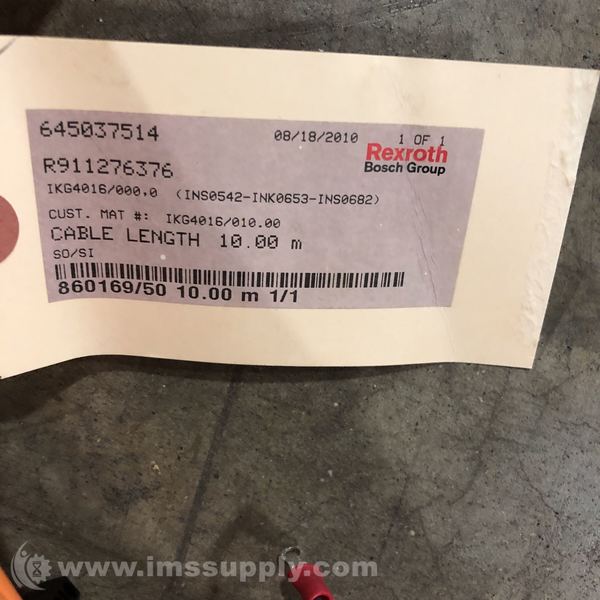 645037514
08/18/2010 1 OF 1
Rexroth
Bosch Group
R911276376
IKG4016/000,0 (INS0542-INK0653-INS0682)
CUST. MAT #: IKG4016/010.00
CABLE LENGTH 10.00 m
SO/SI
860169/50 10.00 m 1/1
www.imssupply.com